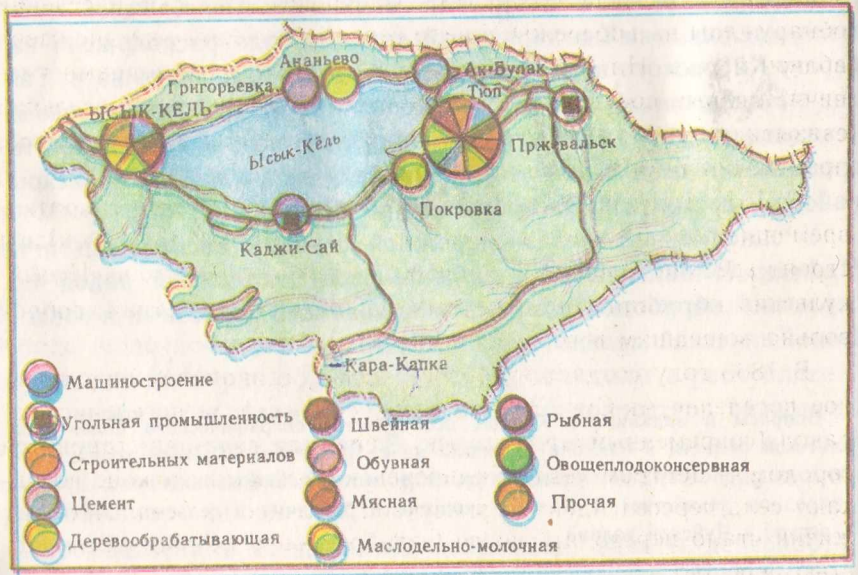 Ананьево
Григорьевка
Ак-Булак
Тюп
ЫСЫК-КЕЛЬ
Ысык-Кёль
Пржевальск
Покровка
Каджи-Сай
Кара-Капка
Машиностроение
Угольная промышленность
Строительных материалов
Цемент
Деревообрабатывающая
Швейная
Обувная
Мясная
Маслодельно-молочная
Рыбная
Овощеплодоконсервная
Прочая